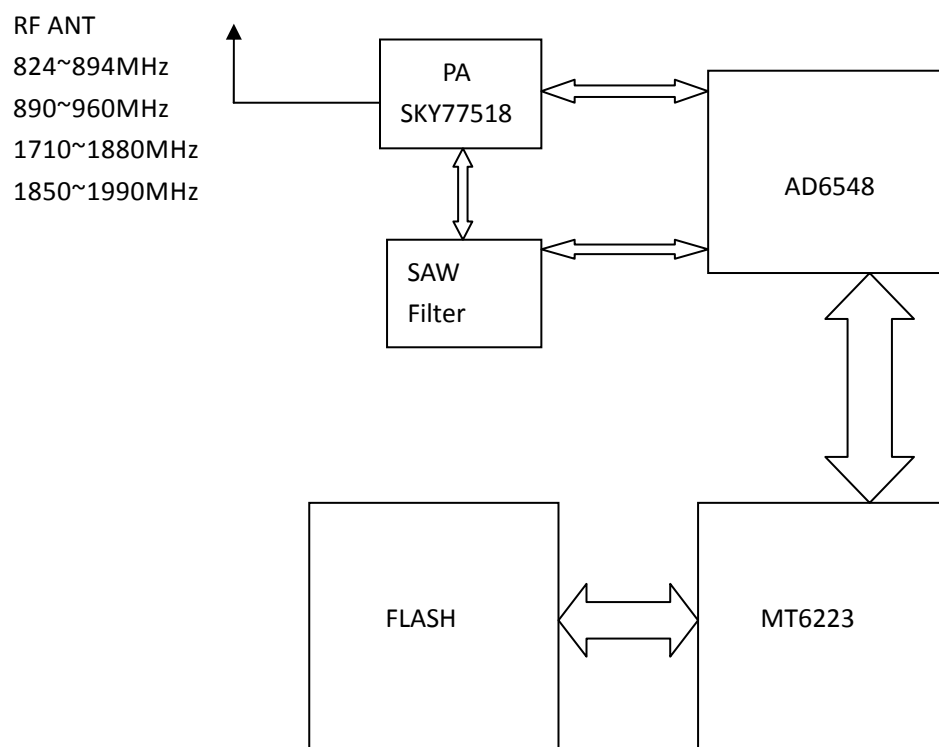 RF ANT
824~894MHz
890~960MHz
1710~1880MHz
1850~1990MHz
PA
SKY77518
AD6548
SAW
Filter
FLASH
MT6223